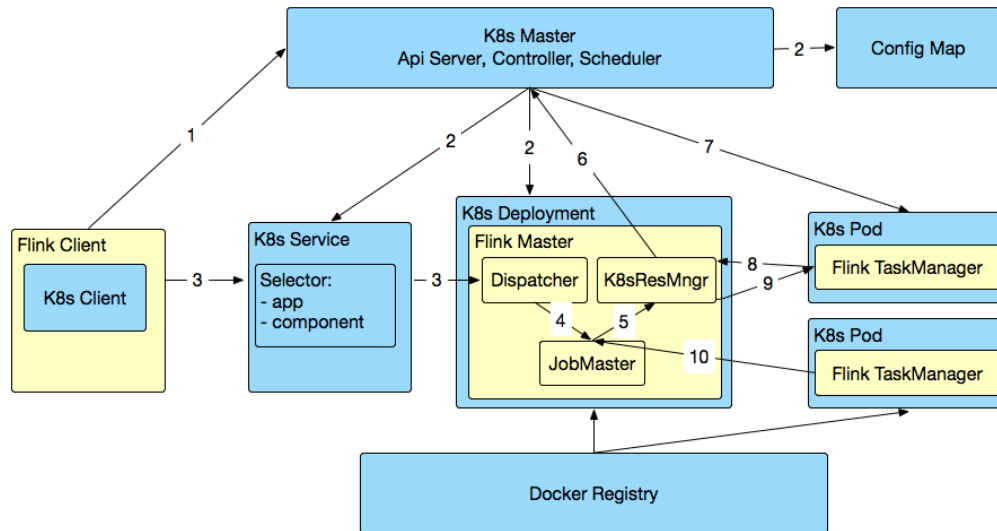 K8s Master
Api Server, Controller, Scheduler
2
Config Map
1
2
2
6
7
Flink Client
K8s Client
3
K8s Service
Selector:
- app
- component
3
K8s Deployment
Flink Master
Dispatcher
K8sResMngr
4
5
JobMaster
8
9
10
K8s Pod
Flink TaskManager
K8s Pod
Flink TaskManager
Docker Registry